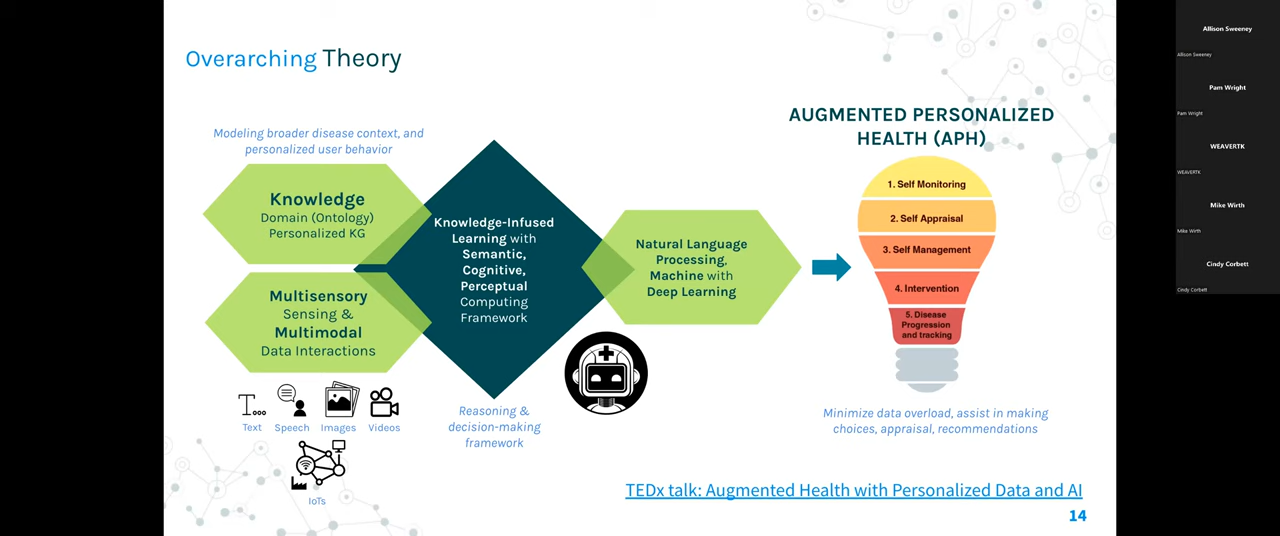 Overarching Theory
Modeling broader disease context, and
personalized user behavior
Knowledge
Domain (Ontology)
Personalized KG
Multisensory
Sensing &
Multimodal
Data Interactions
Text
Speech
Images
Videos
IoTs
Knowledge-Infused
Learning with
Semantic,
Cognitive,
Perceptual
Computing
Framework
Reasoning &
decision-making
framework
Natural Language
Processing,
Machine with
Deep Learning
AUGMENTED PERSONALIZED
HEALTH (APH)
1. Self Monitoring
2. Self Appraisal
3. Self Management
4. Intervention
5. Disease
Progression
and tracking
Minimize data overload, assist in making
choices, appraisal, recommendations
TEDx talk: Augmented Health with Personalized Data and AI
14
Allison Sweeney
Allison Sweeney
Pam Wright
Pam Wright
WEAVERTK
WEAVERTK
Mike Wirth
Mike Wirth
Cindy Corbett
Cindy Corbett